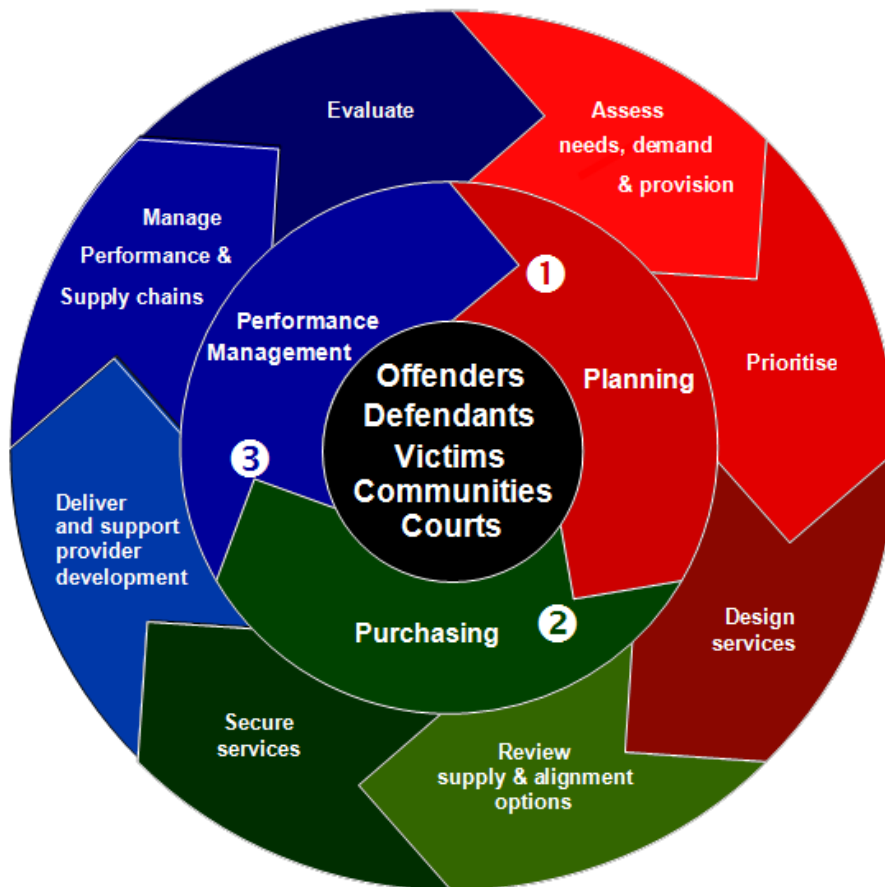 Evaluate
Assess
needs, demand
& provision
Manage
Performance &
Supply chains
Prioritise
Deliver
and support
provider
development
Design
services
Secure
services
Review
supply & alignment
options
1
Planning
2
Purchasing
3
Performance
Management
Offenders
Defendants
Victims
Communities
Courts